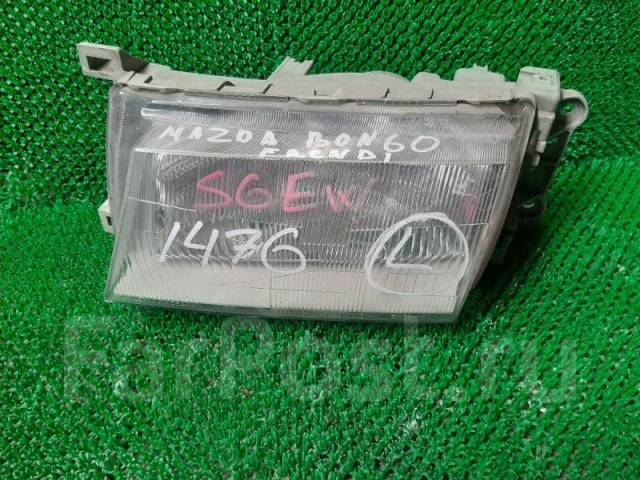 MAZDA BONGO
FRENDI
SGEW
1476 L
FarPost.ru